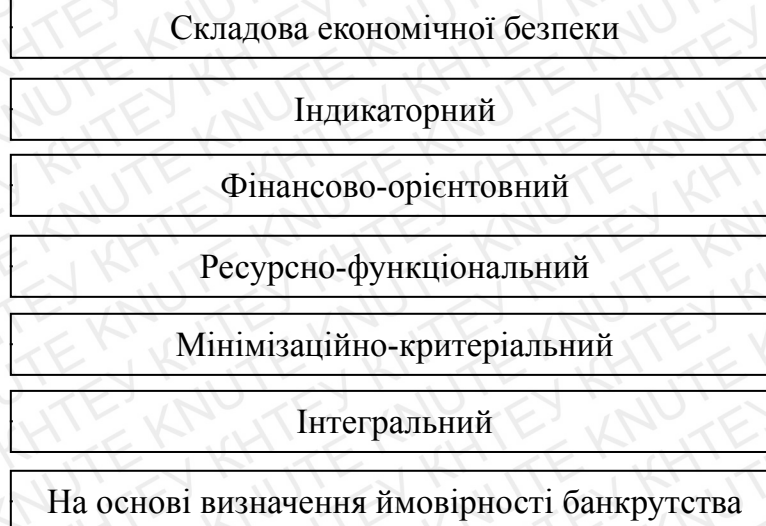 Складова економічної безпеки
Індикаторний
Фінансово-орієнтовний
Ресурсно-функціональний
Мінімізаційно-критеріальний
Інтегральний
На основі визначення ймовірності банкрутства